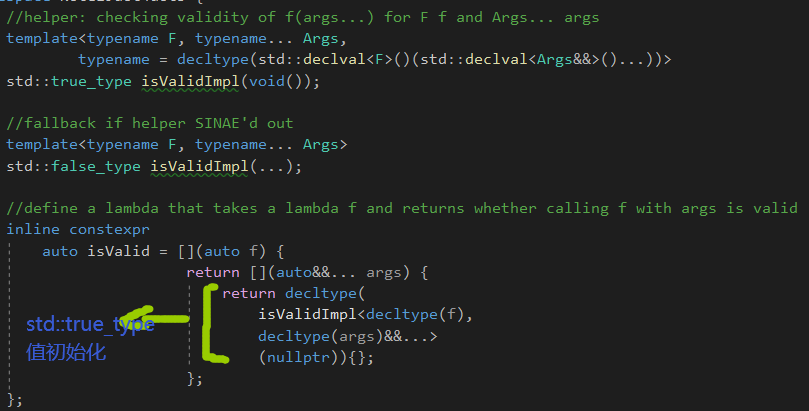 //helper: checking validity of f(args...) for F f and Args... args
template<typename F, typename... Args,
typename = decltype(std::declval<F>()(std::declval<Args&&>()...))>
std::true_type isValidImpl(void());
//fallback if helper SINAE'd out
template<typename F, typename... Args>
std::false_type isValidImpl(...);
//define a lambda that takes a lambda f and returns whether calling f with args is valid
inline constexpr
auto isValid = [](auto f) {
return [](auto&&... args) {
return decltype(
isValidImpl<decltype(f),
decltype(args)&&...>
(nullptr)){};
};
};
std::true_type
值初始化